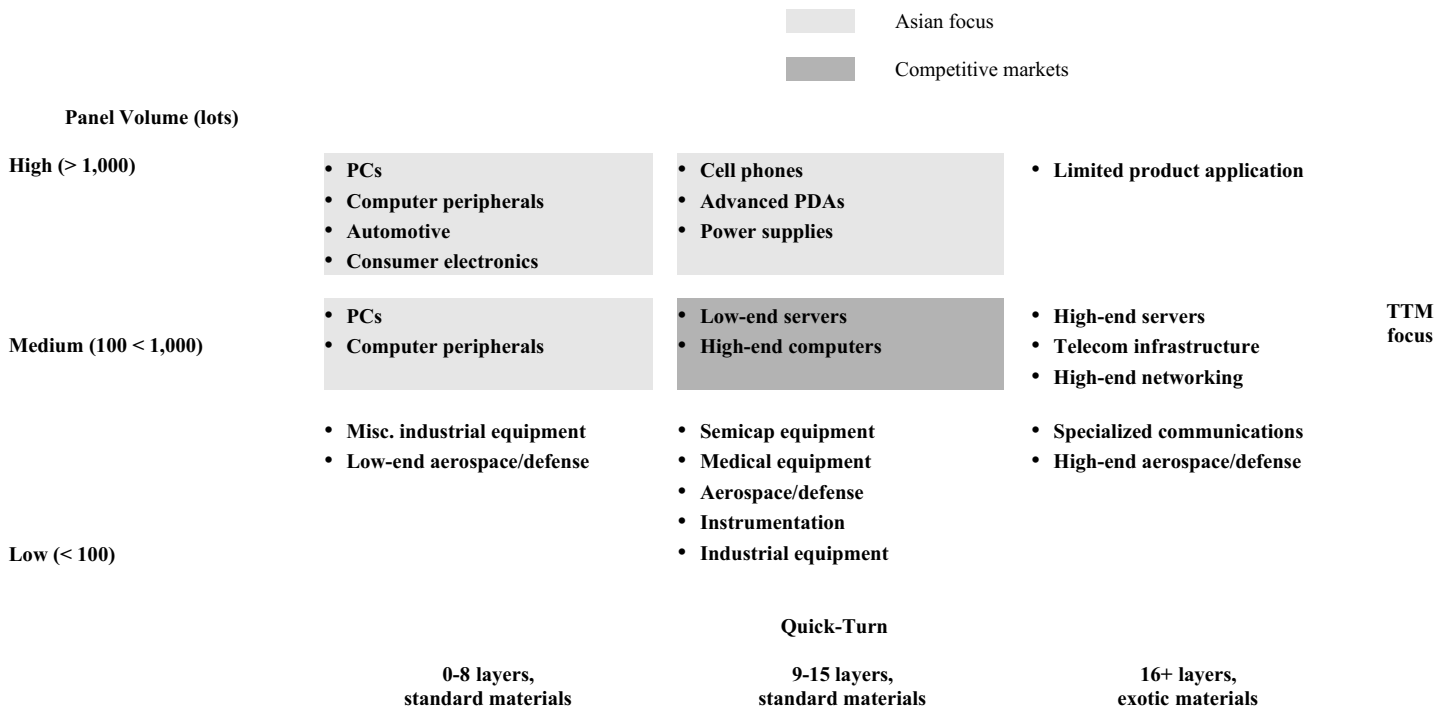 Asian focus
Competitive markets
Panel Volume (lots)
High (> 1,000)
• PCs
• Computer peripherals
• Automotive
• Consumer electronics
• Cell phones
• Advanced PDAs
• Power supplies
• Limited product application
Medium (100 < 1,000)
• PCs
• Computer peripherals
• Low-end servers
• High-end computers
• High-end servers
• Telecom infrastructure
• High-end networking
TTM
focus
Low (< 100)
• Misc. industrial equipment
• Low-end aerospace/defense
• Semicap equipment
• Medical equipment
• Aerospace/defense
• Instrumentation
• Industrial equipment
• Specialized communications
• High-end aerospace/defense
Quick-Turn
0-8 layers,
standard materials
9-15 layers,
standard materials
16+ layers,
exotic materials